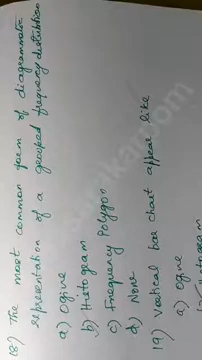 18) The most common form of diagrammatic
representation of a grouped frequency distribution
a) Ogive
b) Histogram
c) Frequency Polygon
d) None
19) Vertical bar chart appear like
a) Ogive